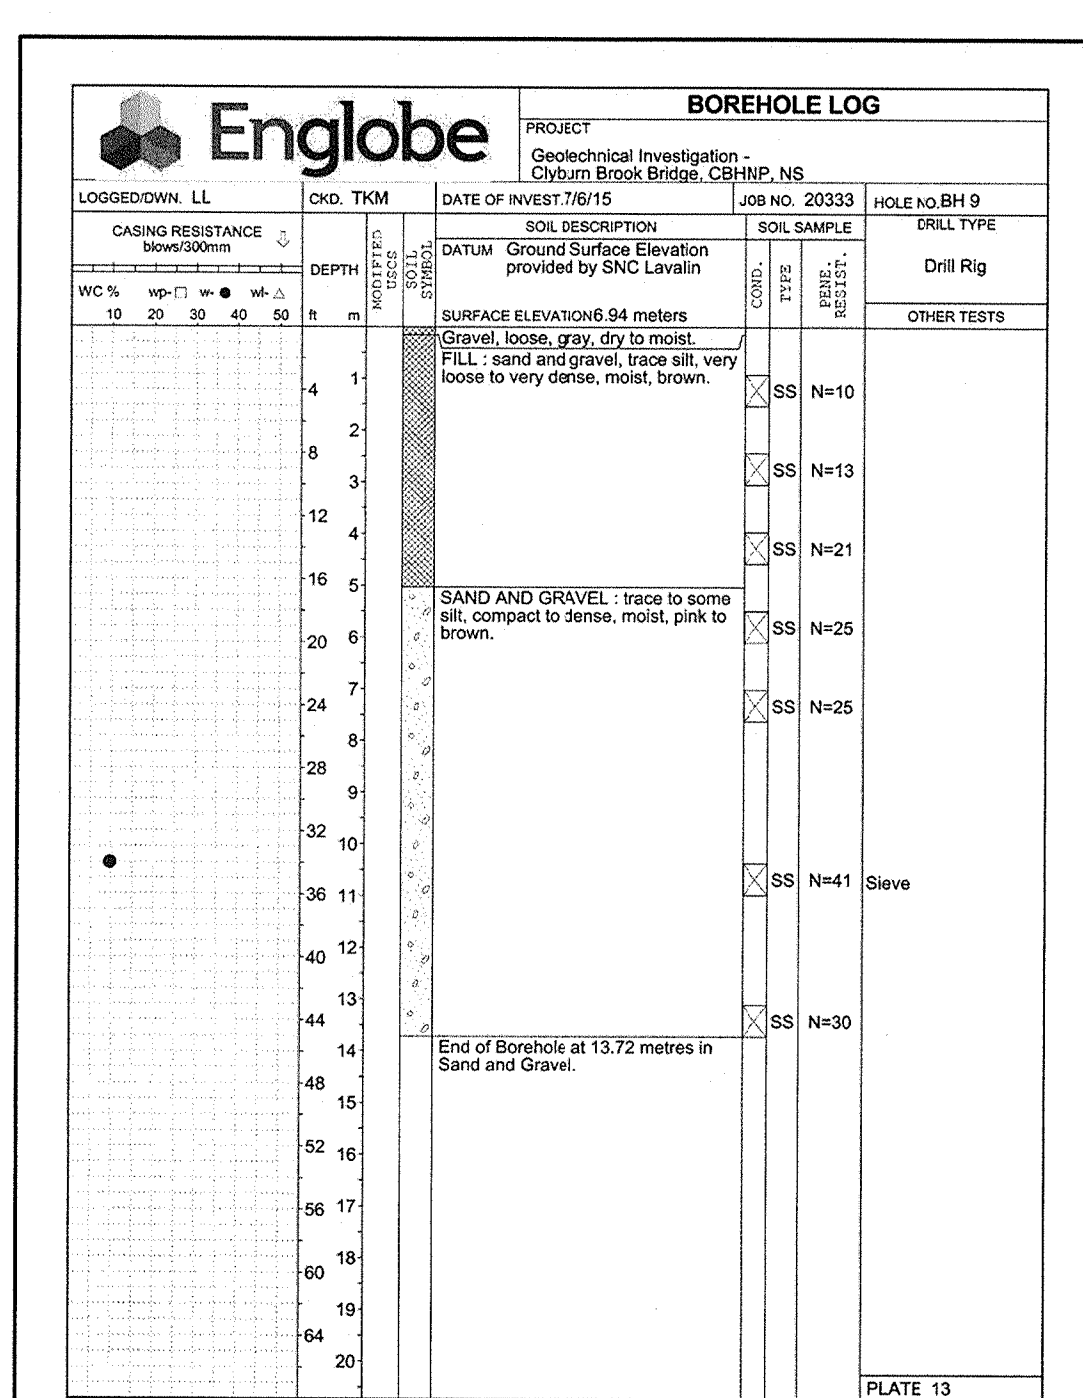 Englobe
BOREHOLE LOG
PROJECT
Geotechnical Investigation -
Clyburn Brook Bridge, CBHNP, NS
LOGGED/DWN. LL
CKD. TKM
DATE OF INVEST.7/6/15
JOB NO. 20333
HOLE NO.BH 9
CASING RESISTANCE
blows/300mm
WC % wp- w- wl-
10 20 30 40 50
DEPTH
ft m
MODIFIED
USCS
SOIL
SYMBOL
SOIL DESCRIPTION
DATUM Ground Surface Elevation
provided by SNC Lavalin
SURFACE ELEVATION6.94 meters
SOIL SAMPLE
COND.
TYPE
PENE.
RESIST.
DRILL TYPE
Drill Rig
OTHER TESTS
Gravel, loose, gray, dry to moist.
FILL : sand and gravel, trace silt, very
loose to very dense, moist, brown.
1
4
SS N=10
2
8
SS N=13
3
12
4
SS N=21
16
5
SAND AND GRAVEL : trace to some
silt, compact to dense, moist, pink to
brown.
SS N=25
20 6
7
24
SS N=25
8
28
9
32
10
SS N=41 Sieve
36 11
12
40
13
44
SS N=30
14
End of Borehole at 13.72 metres in
Sand and Gravel.
48
15
52 16
56 17
18
60
19
64
20
PLATE 13